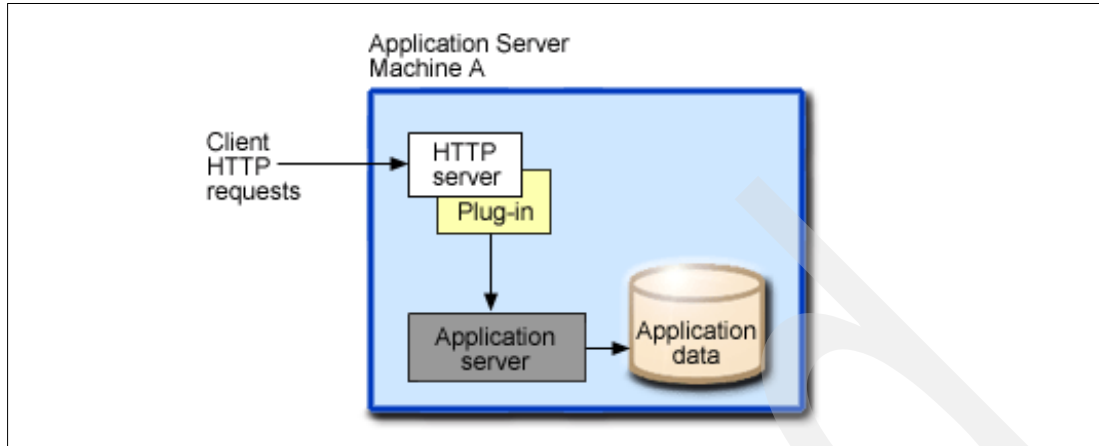 Application Server
Machine A
Client
HTTP
requests
HTTP
server
Plug-in
Application
server
Application
data